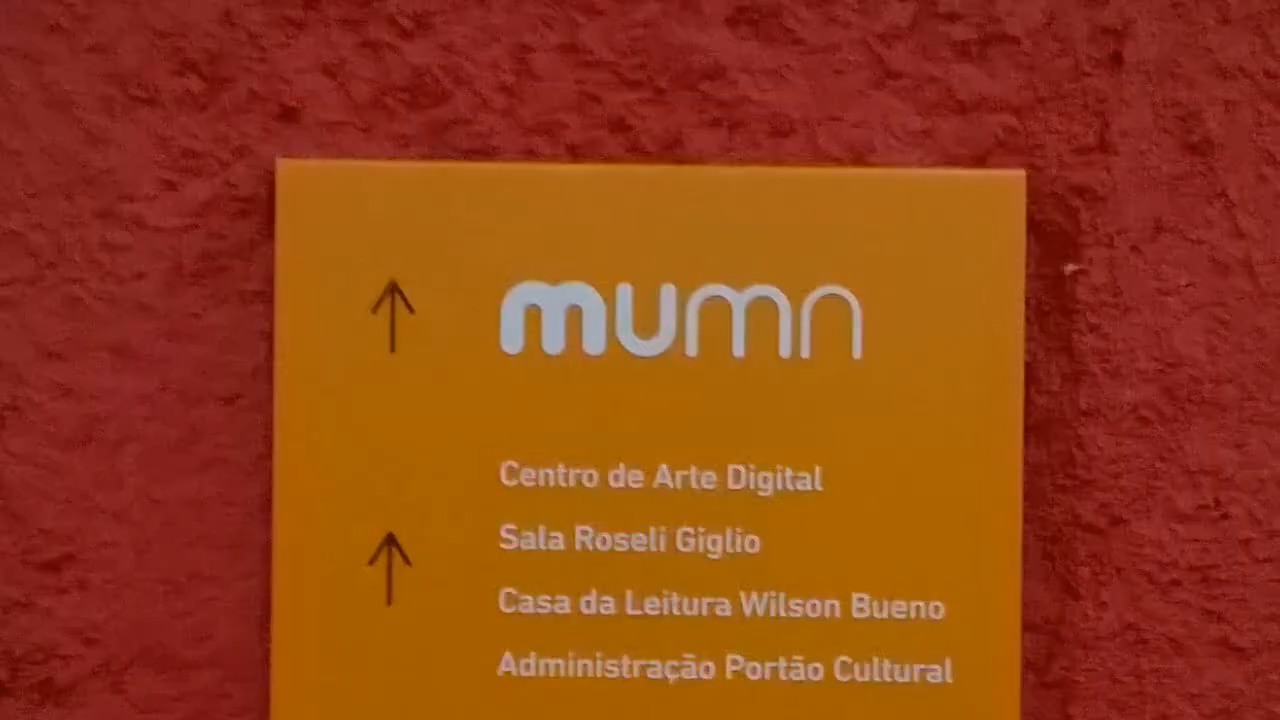 mumn
Centro de Arte Digital
Sala Roseli Giglio
Casa da Leitura Wilson Bueno
Administração Portão Cultural